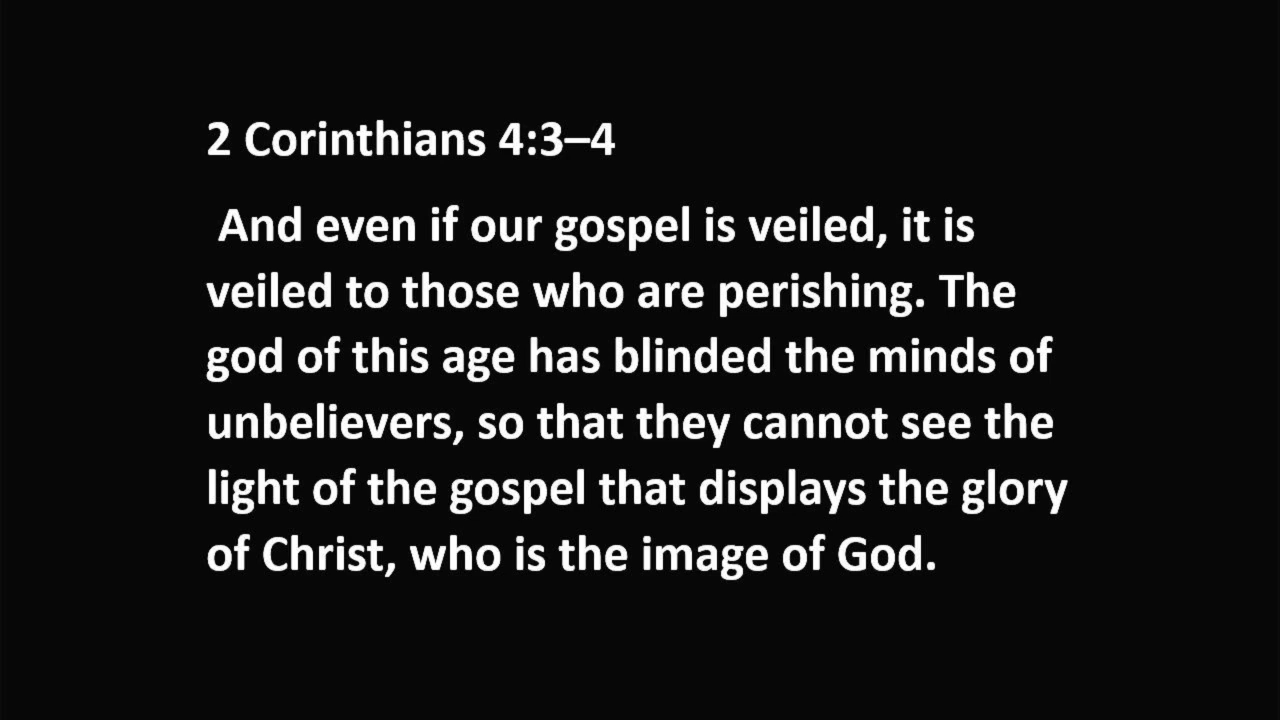 2 Corinthians 4:3–4
And even if our gospel is veiled, it is
veiled to those who are perishing. The
god of this age has blinded the minds of
unbelievers, so that they cannot see the
light of the gospel that displays the glory
of Christ, who is the image of God.